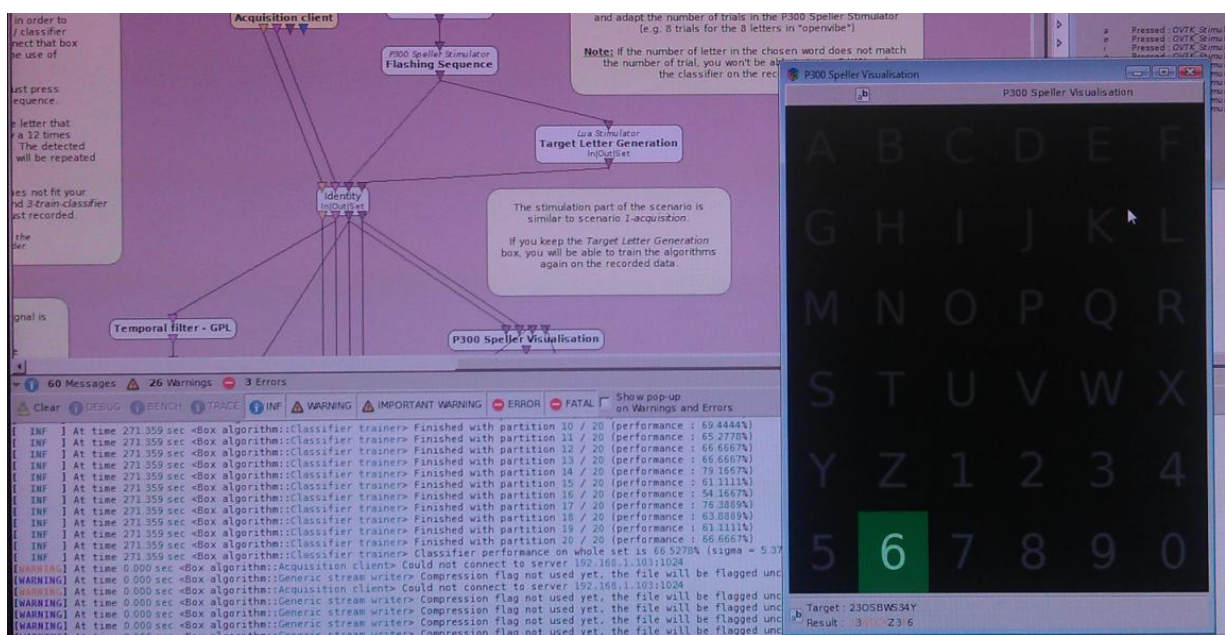 in order to
/ classifier
nect that box
he use of
ust press
equence.
e letter that
a 12 times
The detected
will be repeated
oes not fit your
nd 3-train-classifier
ust recorded.
the
der.
gnal is
Acquisition client
P300 Speller Stimulator
Flashing Sequence
and adapt the number of trials in the P300 Speller Stimulator
(e.g. 8 trials for the 8 letters in "openvibe")
Note: If the number of letter in the chosen word does not match
the number of trial, you won't be
the classifier on the
Lua Stimulator
Target Letter Generation
In|Out|Set
Identity
In|Out|Set
The stimulation part of the scenario is
similar to scenario 1-acquisition.
If you keep the Target Letter Generation
box, you will be able to train the algorithms
again on the recorded data.
Temporal filter - GPL
P300 Speller Visualisation
a Pressed : OVTK_Stimu
e Pressed : OVTK_Stimu
i Pressed : OVTK_Stimu
60 Messages 26 Warnings 3 Errors
Clear DEBUG BENCH TRACE INF WARNING IMPORTANT WARNING ERROR FATAL Show pop-up
on Warnings and Errors
[ INF ] At time 271.359 sec <Box algorithm::Classifier trainer> Finished with partition 10 / 20 (performance : 69.4444%)
[ INF ] At time 271.359 sec <Box algorithm::Classifier trainer> Finished with partition 11 / 20 (performance : 65.2778%)
[ INF ] At time 271.359 sec <Box algorithm::Classifier trainer> Finished with partition 12 / 20 (performance : 66.6667%)
[ INF ] At time 271.359 sec <Box algorithm::Classifier trainer> Finished with partition 13 / 20 (performance : 66.6667%)
[ INF ] At time 271.359 sec <Box algorithm::Classifier trainer> Finished with partition 14 / 20 (performance : 79.1667%)
[ INF ] At time 271.359 sec <Box algorithm::Classifier trainer> Finished with partition 15 / 20 (performance : 61.1111%)
[ INF ] At time 271.359 sec <Box algorithm::Classifier trainer> Finished with partition 16 / 20 (performance : 54.1667%)
[ INF ] At time 271.359 sec <Box algorithm::Classifier trainer> Finished with partition 17 / 20 (performance : 76.3889%)
[ INF ] At time 271.359 sec <Box algorithm::Classifier trainer> Finished with partition 18 / 20 (performance : 63.8889%)
[ INF ] At time 271.359 sec <Box algorithm::Classifier trainer> Finished with partition 19 / 20 (performance : 61.1111%)
[ INF ] At time 271.359 sec <Box algorithm::Classifier trainer> Finished with partition 20 / 20 (performance : 66.6667%)
[ INF ] At time 271.359 sec <Box algorithm::Classifier trainer> Classifier performance on whole set is 66.5278% (sigma = 5.37
[WARNING] At time 0.000 sec <Box algorithm::Acquisition client> Could not connect to server 192.168.1.103:1024
[WARNING] At time 0.000 sec <Box algorithm::Generic stream writer> Compression flag not used yet, the file will be flagged unc
[WARNING] At time 0.000 sec <Box algorithm::Acquisition client> Could not connect to server 192.168.1.103:1024
[WARNING] At time 0.000 sec <Box algorithm::Generic stream writer> Compression flag not used yet, the file will be flagged unc
[WARNING] At time 0.000 sec <Box algorithm::Generic stream writer> Compression flag not used yet, the file will be flagged unc
[WARNING] At time 0.000 sec <Box algorithm::Generic stream writer> Compression flag not used yet, the file will be flagged unc
P300 Speller Visualisation
P300 Speller Visualisation
A B C D E F
G H I J K L
M N O P Q R
S T U V W X
Y Z 1 2 3 4
5 6 7 8 9 0
Target : 23OSBWS34Y
Result :